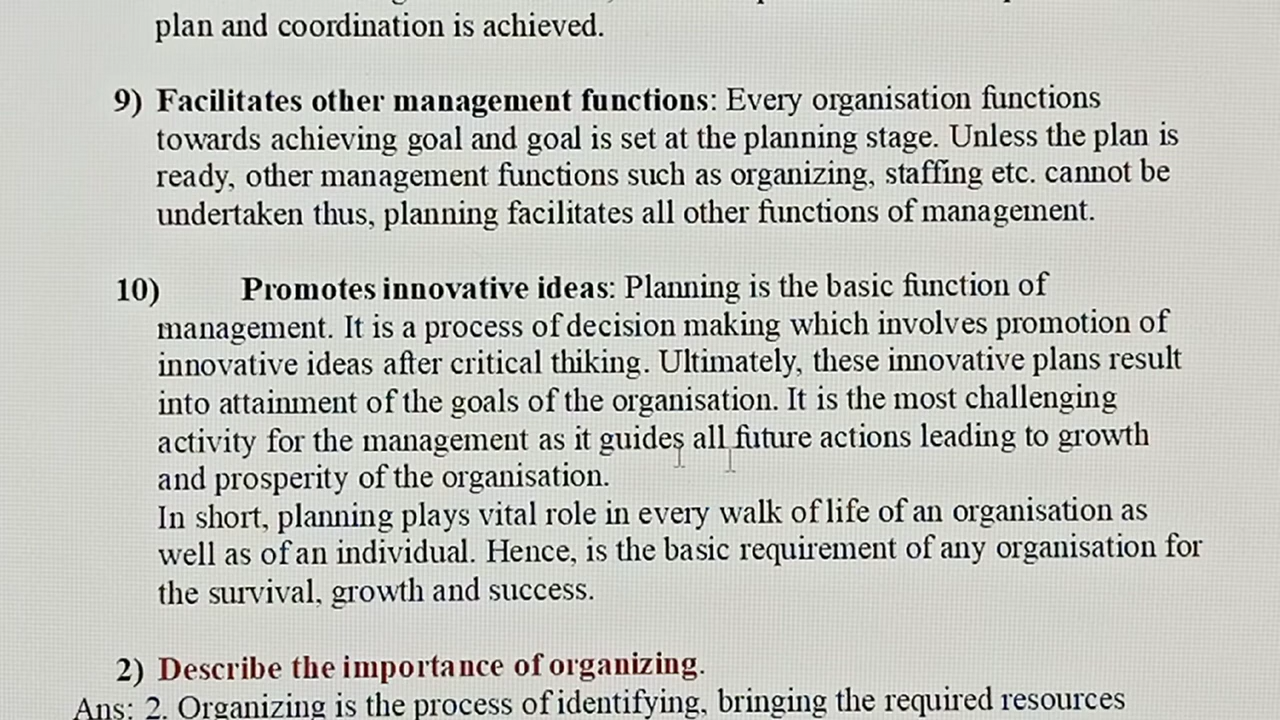 plan and coordination is achieved.
9) Facilitates other management functions: Every organisation functions
towards achieving goal and goal is set at the planning stage. Unless the plan is
ready, other management functions such as organizing, staffing etc. cannot be
undertaken thus, planning facilitates all other functions of management.
10) Promotes innovative ideas: Planning is the basic function of
management. It is a process of decision making which involves promotion of
innovative ideas after critical thiking. Ultimately, these innovative plans result
into attainment of the goals of the organisation. It is the most challenging
activity for the management as it guides all future actions leading to growth
and prosperity of the organisation.
In short, planning plays vital role in every walk of life of an organisation as
well as of an individual. Hence, is the basic requirement of any organisation for
the survival, growth and success.
2) Describe the importance of organizing.
Ans: 2. Organizing is the process of identifying, bringing the required resources